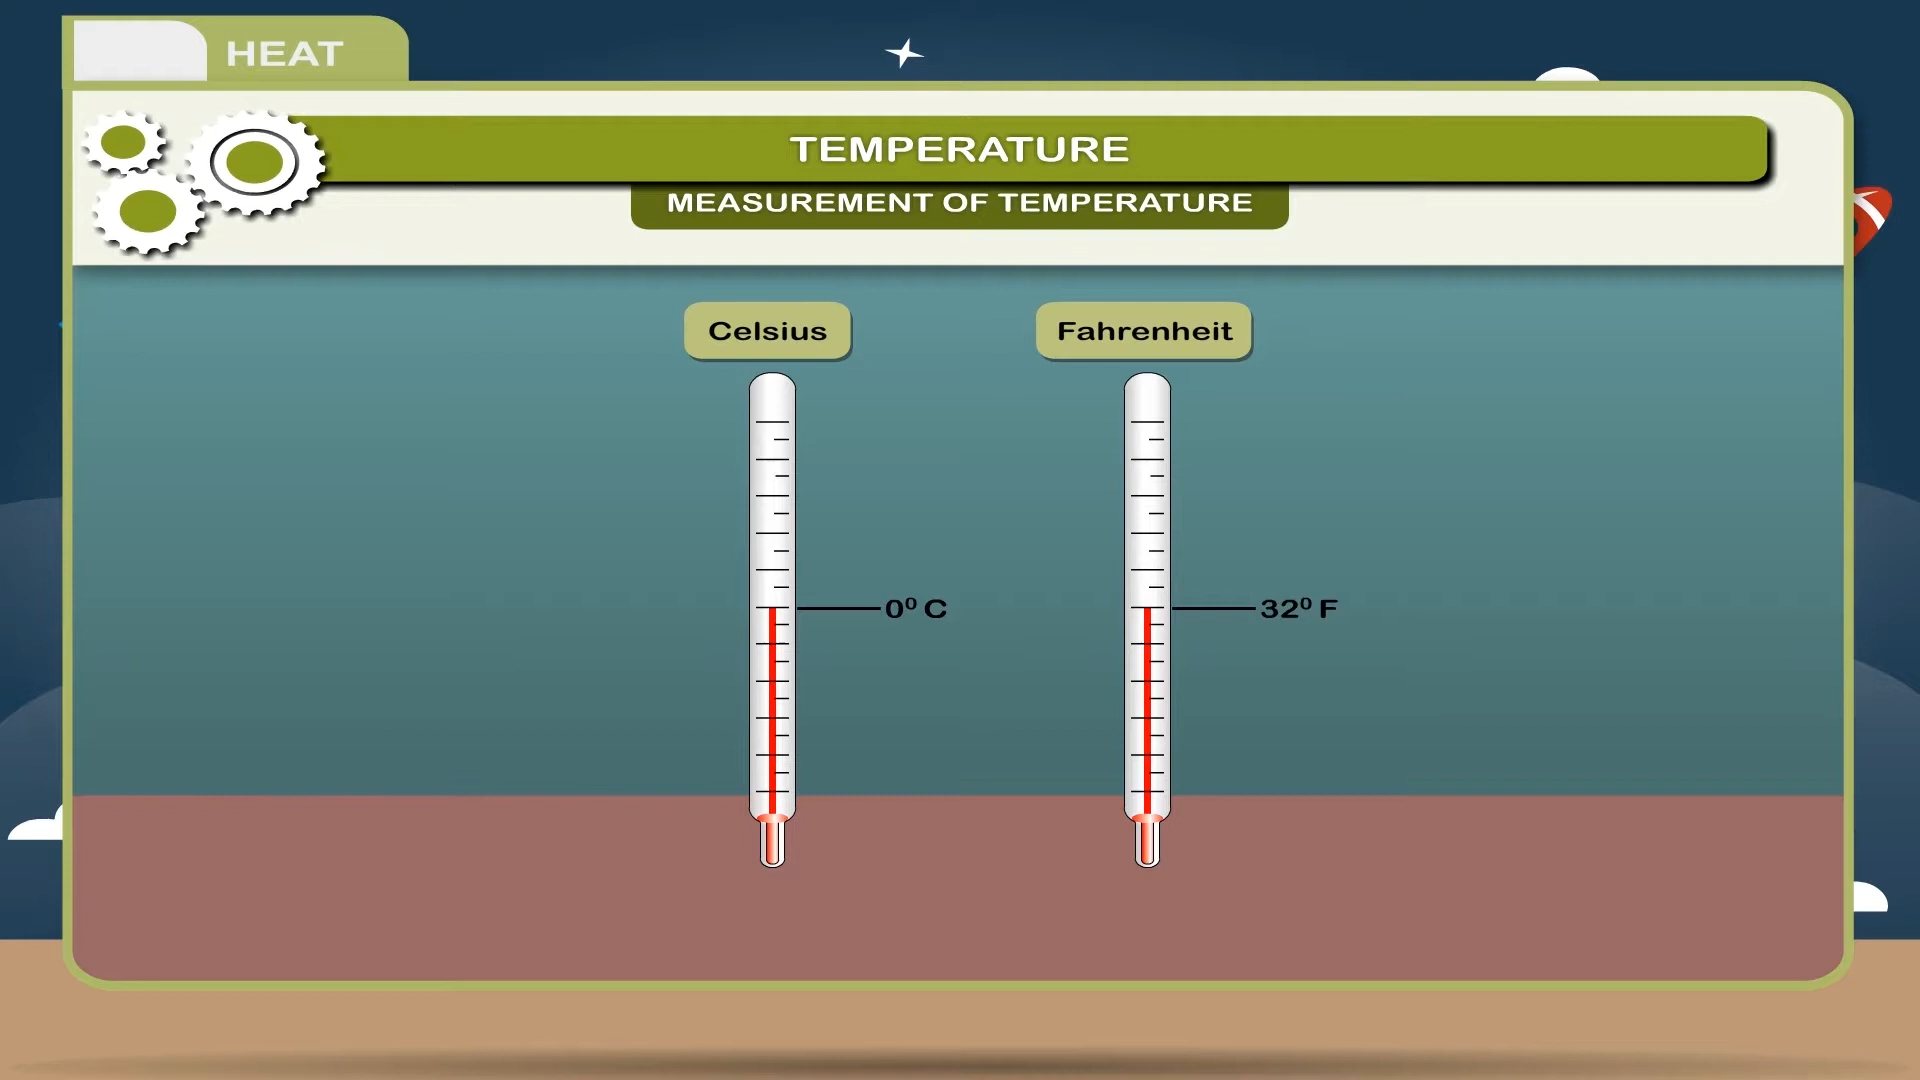 HEAT
TEMPERATURE
MEASUREMENT OF TEMPERATURE
Celsius
Fahrenheit
0⁰ C
32⁰ F